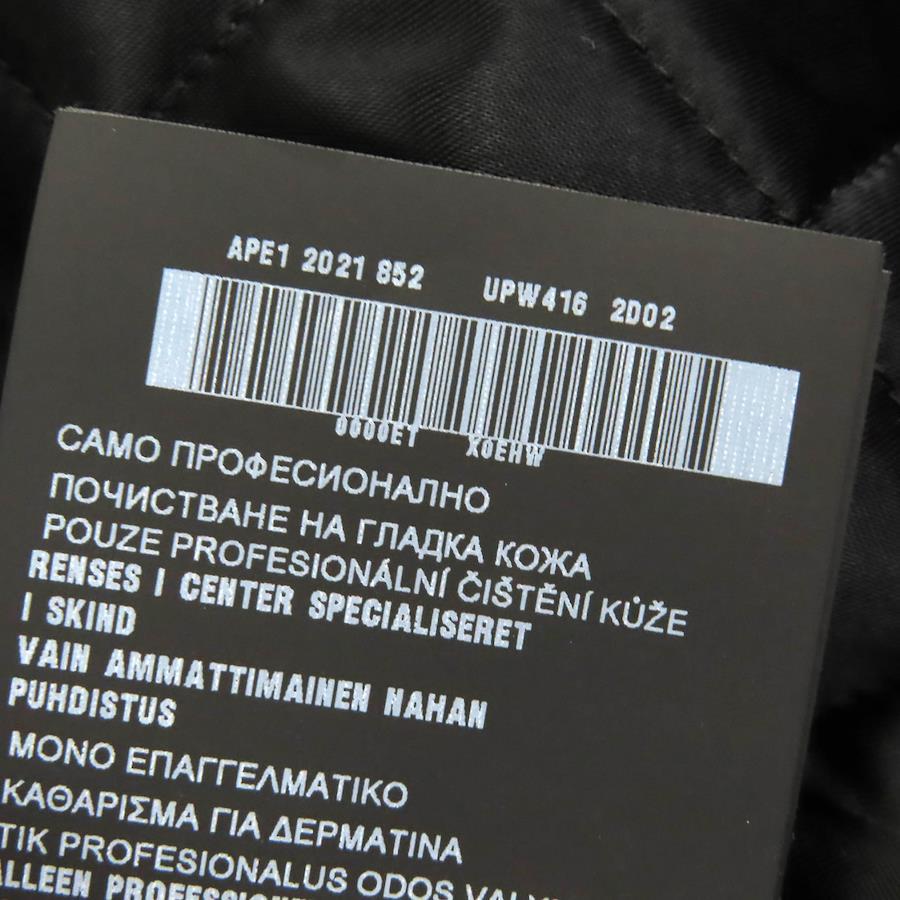 APE1 2021 852 UPW416 2D02
0000ET X0EHW
САМО ПРОФЕСИОНАЛНО
ПОЧИСТВАНЕ НА ГЛАДКА КОЖА
POUZE PROFESIONÁLNÍ ČIŠTĚNÍ KŮŽE
RENSES I CENTER SPECIALISERET
I SKIND
VAIN AMMATTIMAINEN NAHAN
PUHDISTUS
ΜΟΝΟ ΕΠΑΓΓΕΛΜΑΤΙΚΟ
ΚΑΘΑΡΙΣΜΑ ΓΙΑ ΔΕΡΜΑΤΙΝΑ
TIK PROFESIONALUS ODOS
ALLEEN